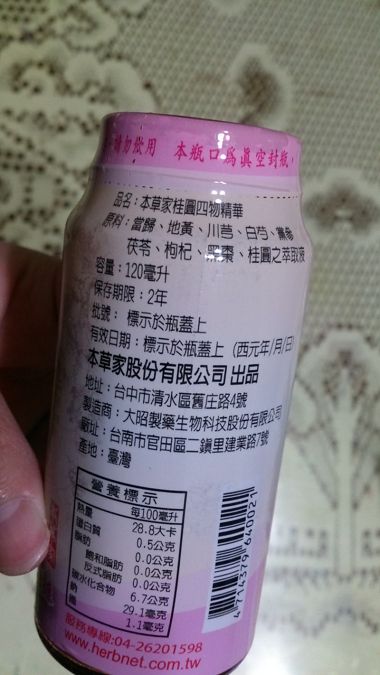 請勿飲用 本瓶口為真空封瓶，
品名：本草家桂圓四物精華
原料：當歸、地黃、川芎、白芍、黨參
茯苓、枸杞、黑棗、桂圓之萃取液
容量：120毫升
保存期限：2年
批號： 標示於瓶蓋上
有效日期：標示於瓶蓋上 (西元年/月/日)
本草家股份有限公司 出品
地址：台中市清水區舊庄路4號
製造商：大昭製藥生物科技股份有限公司
廠址：台南市官田區二鎮里建業路7號
產地：臺灣
營養標示
每100毫升
熱量 28.8大卡
蛋白質 0.5公克
脂肪 0.0公克
飽和脂肪 0.0公克
反式脂肪 0.0公克
碳水化合物 6.7公克
鈉 29.1毫克
1.1毫克
4714379640021
服務專線:04-26201598
www.herbnet.com.tw